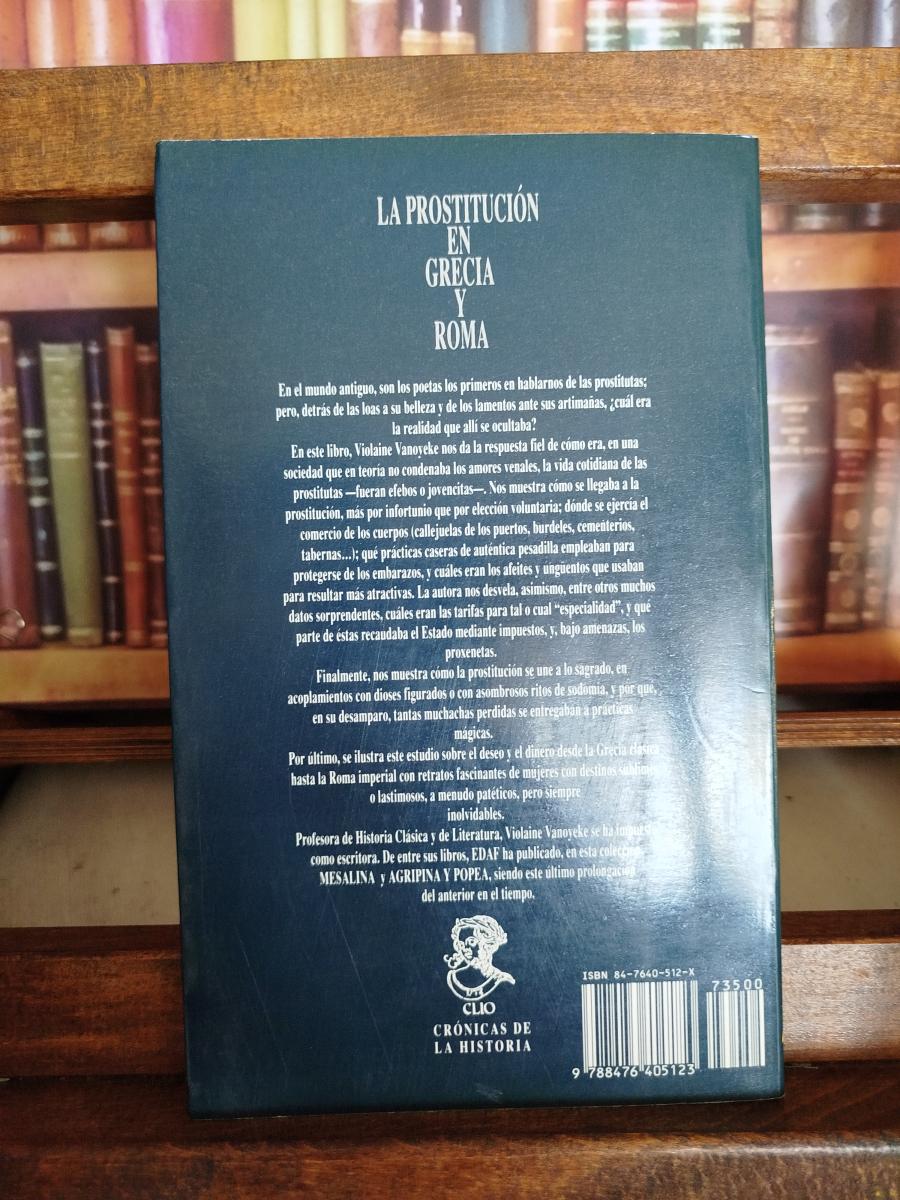 LA PROSTITUCIÓN
EN
GRECIA
Y
ROMA
En el mundo antiguo, son los poetas los primeros en hablarnos de las prostitutas;
pero, detrás de las loas a su belleza y de los lamentos ante sus artimañas, ¿cuál era
la realidad que allí se ocultaba?
En este libro, Violaine Vanoyeke nos da la respuesta fiel de cómo era, en una
sociedad que en teoría no condenaba los amores venales, la vida cotidiana de las
prostitutas —fueran efebos o jovencitas—. Nos muestra cómo se llegaba a la
prostitución, más por infortunio que por elección voluntaria; dónde se ejercía el
comercio de los cuerpos (callejuelas de los puertos, burdeles, cementerios,
tabernas...); qué prácticas caseras de auténtica pesadilla empleaban para
protegerse de los embarazos, y cuáles eran los afeites y ungüentos que usaban
para resultar más atractivas. La autora nos desvela, asimismo, entre otros muchos
datos sorprendentes, cuáles eran las tarifas para tal o cual “especialidad”, y qué
parte de éstas recaudaba el Estado mediante impuestos, y, bajo amenazas, los
proxenetas.
Finalmente, nos muestra cómo la prostitución se une a lo sagrado, en
acoplamientos con dioses figurados o con asombrosos ritos de sodomía, y por que,
en su desamparo, tantas muchachas perdidas se entregaban a prácticas
mágicas.
Por último, se ilustra este estudio sobre el deseo y el dinero desde la Grecia clásica
hasta la Roma imperial con retratos fascinantes de mujeres con destinos sublimes
o lastimosos, a menudo patéticos, pero siempre
inolvidables.
Profesora de Historia Clásica y de Literatura, Violaine Vanoyeke se ha
como escritora. De entre sus libros, EDAF ha publicado, en esta colección,
MESALINA y AGRIPINA Y POPEA, siendo este último prolongación
del anterior en el tiempo.
CLIO
CRÓNICAS DE
LA HISTORIA
ISBN 84-7640-512-X
73500
9 788476 405123